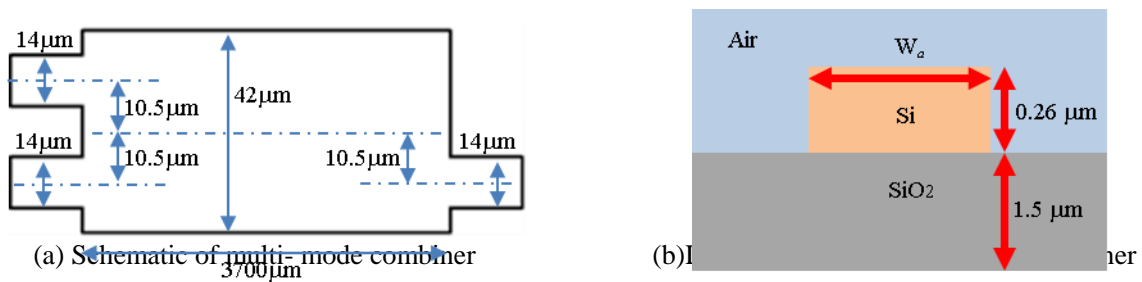 14μm
10.5μm
42μm
14μm
10.5μm
10.5μm
14μm
(a) Schematic of multi- mode combiner
3700μm
Air
Wa
Si
0.26 μm
SiO2
1.5 μm
(b)